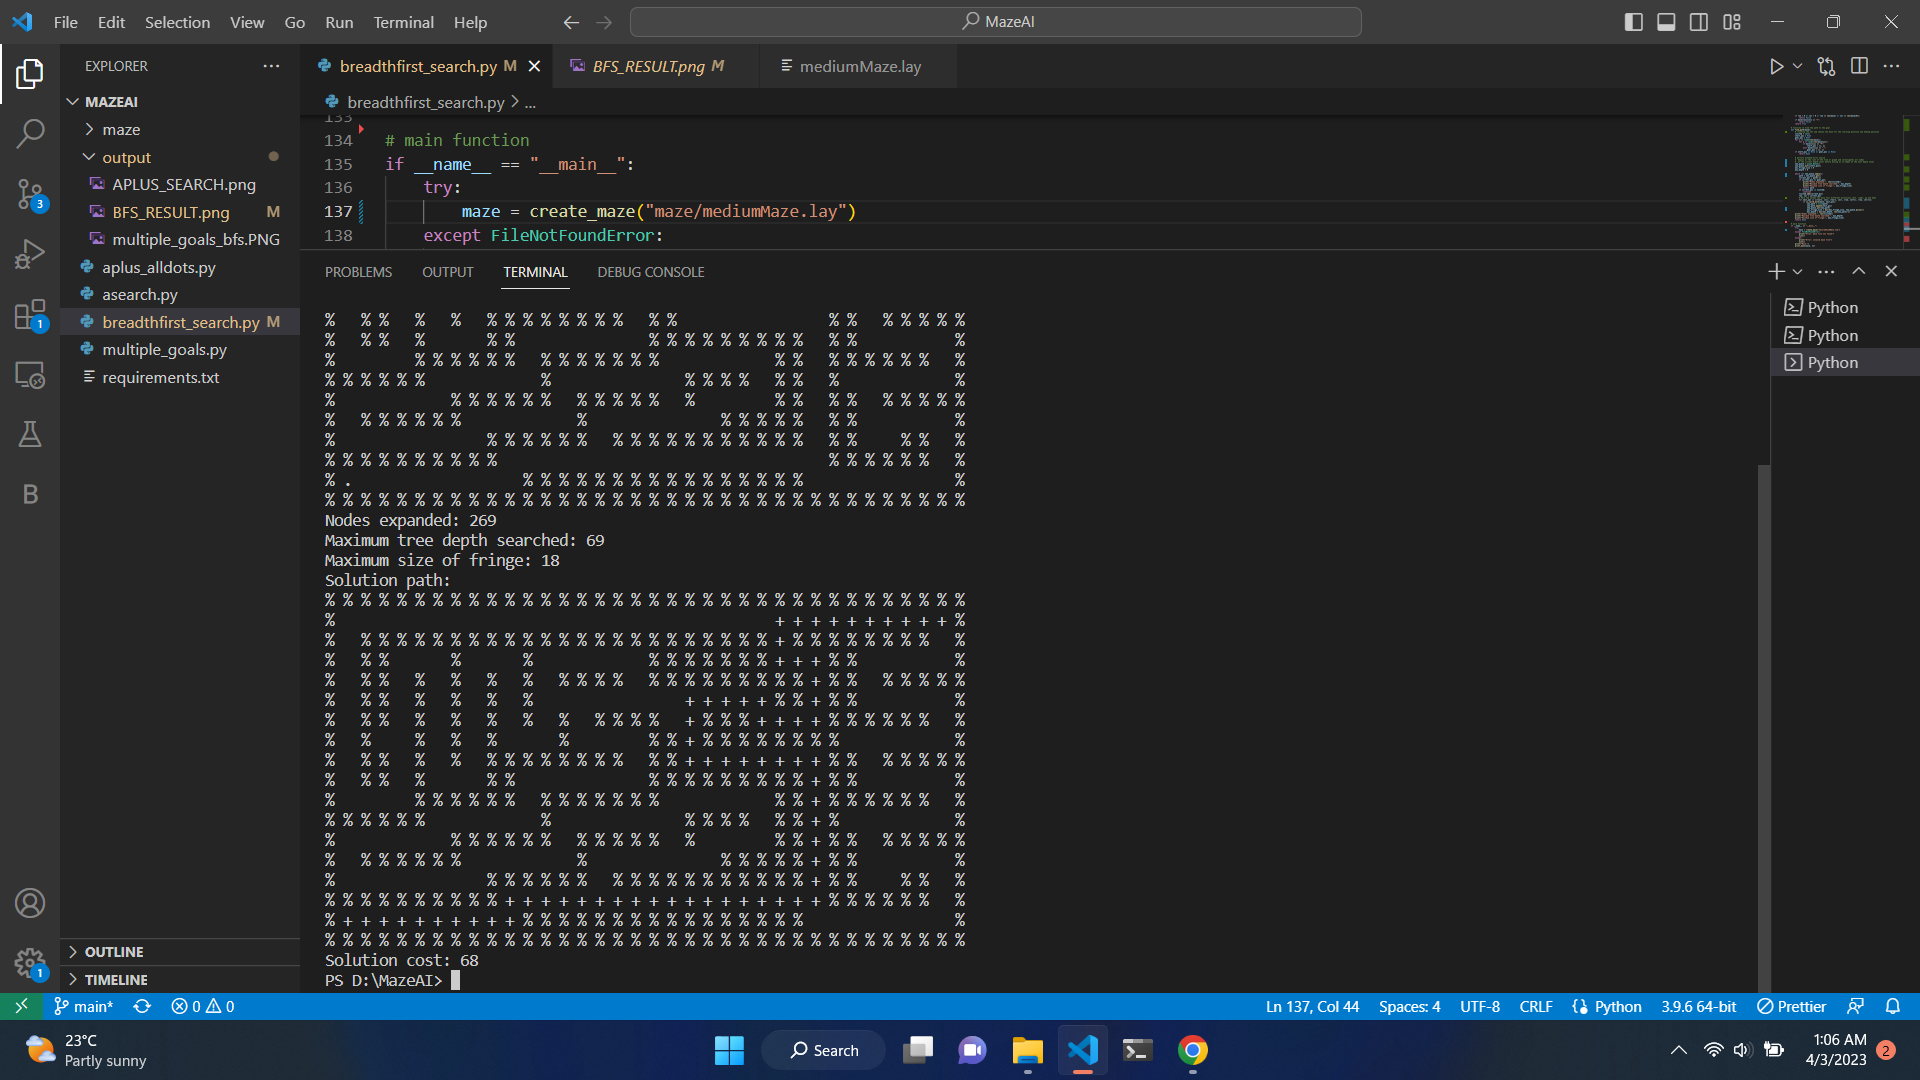 File Edit Selection View Go Run Terminal Help
MazeAI
EXPLORER
breadthfirst_search.py M
BFS_RESULT.png M
mediumMaze.lay
MAZEAI
maze
output
APLUS_SEARCH.png
BFS_RESULT.png M
multiple_goals_bfs.PNG
aplus_alldots.py
asearch.py
breadthfirst_search.py M
multiple_goals.py
requirements.txt
OUTLINE
TIMELINE
3
1
B
1
breadthfirst_search.py > ...
133
134 # main function
135 if __name__ == "__main__":
136 try:
137 maze = create_maze("maze/mediumMaze.lay")
138 except FileNotFoundError:
PROBLEMS OUTPUT TERMINAL DEBUG CONSOLE
Python
Python
Python
Nodes expanded: 269
Maximum tree depth searched: 69
Maximum size of fringe: 18
Solution path:
Solution cost: 68
PS D:\MazeAI>
main* 0 0 Ln 137, Col 44 Spaces: 4 UTF-8 CRLF Python 3.9.6 64-bit Prettier
23°C
Partly sunny
Search
1:06 AM
4/3/2023
2